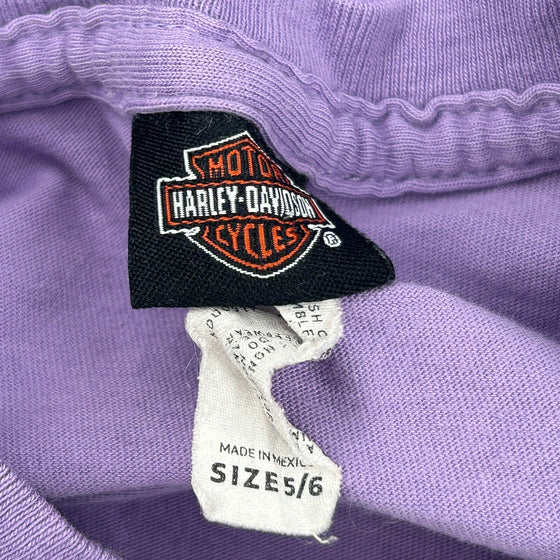 MOTOR
HARLEY-DAVIDSON
CYCLES
®
MADE IN MEXICO
SIZE 5/6